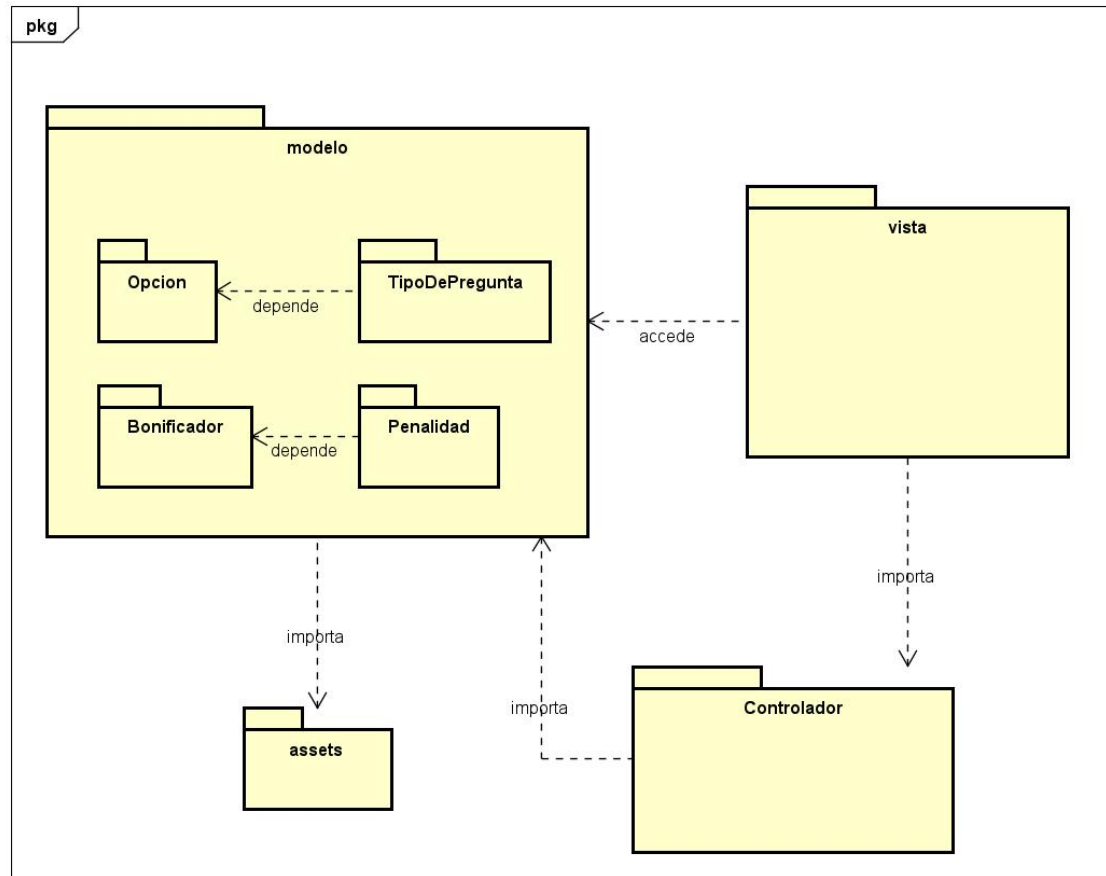 pkg
modelo
vista
Opcion
TipoDePregunta
depende
accede
Bonificador
Penalidad
depende
importa
importa
importa
Controlador
assets